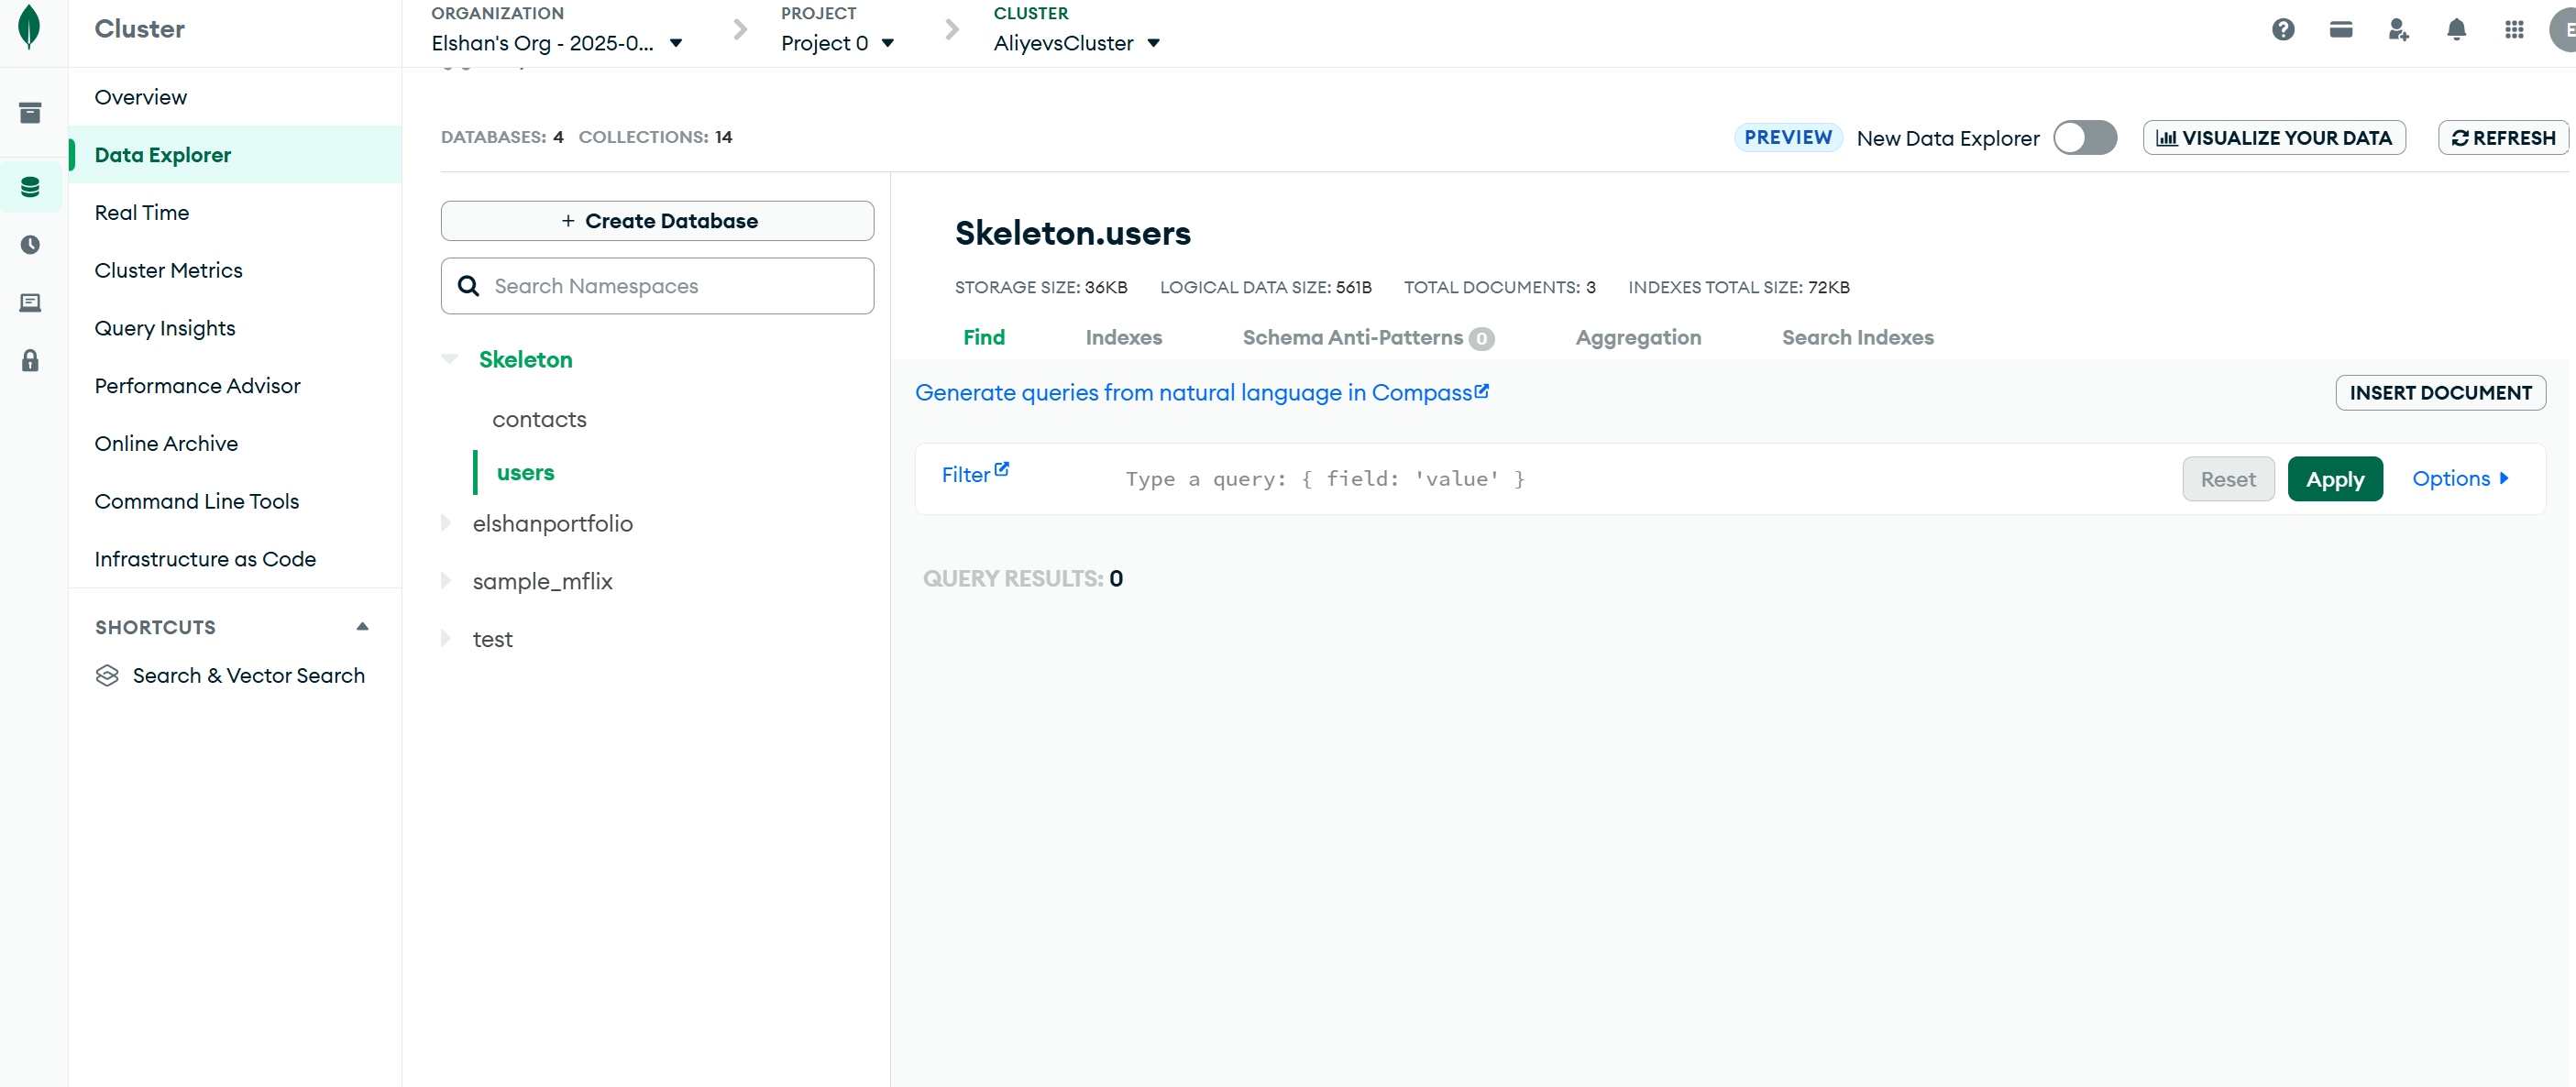 Cluster
ORGANIZATION
Elshan's Org - 2025-0...
PROJECT
Project 0
CLUSTER
AliyevsCluster
E
Overview
Data Explorer
Real Time
Cluster Metrics
Query Insights
Performance Advisor
Online Archive
Command Line Tools
Infrastructure as Code
SHORTCUTS
Search & Vector Search
DATABASES: 4 COLLECTIONS: 14
PREVIEW New Data Explorer
VISUALIZE YOUR DATA
REFRESH
+ Create Database
Search Namespaces
Skeleton
contacts
users
elshanportfolio
sample_mflix
test
Skeleton.users
STORAGE SIZE: 36KB LOGICAL DATA SIZE: 561B TOTAL DOCUMENTS: 3 INDEXES TOTAL SIZE: 72KB
Find Indexes Schema Anti-Patterns 0 Aggregation Search Indexes
Generate queries from natural language in Compass
INSERT DOCUMENT
Filter Type a query: { field: 'value' } Reset Apply Options
QUERY RESULTS: 0